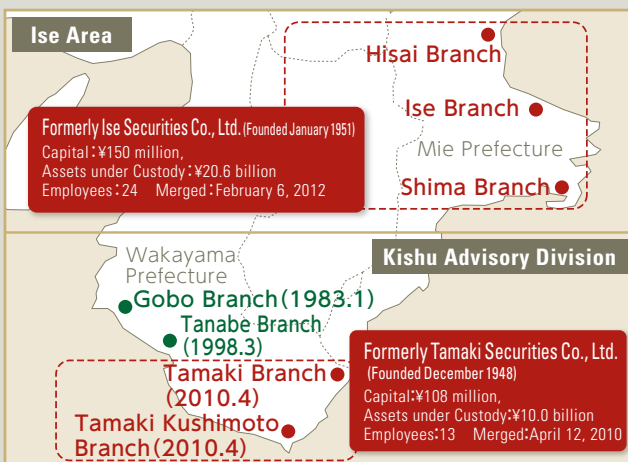 Ise Area
Hisai Branch
Ise Branch
Mie Prefecture
Shima Branch
Formerly Ise Securities Co., Ltd. (Founded January 1951)
Capital:¥150 million,
Assets under Custody:¥20.6 billion
Employees:24 Merged:February 6, 2012
Kishu Advisory Division
Wakayama
Prefecture
Gobo Branch(1983.1)
Tanabe Branch
(1998.3)
Tamaki Branch
(2010.4)
Tamaki Kushimoto
Branch(2010.4)
Formerly Tamaki Securities Co., Ltd.
(Founded December 1948)
Capital:¥108 million,
Assets under Custody:¥10.0 billion
Employees:13 Merged:April 12, 2010